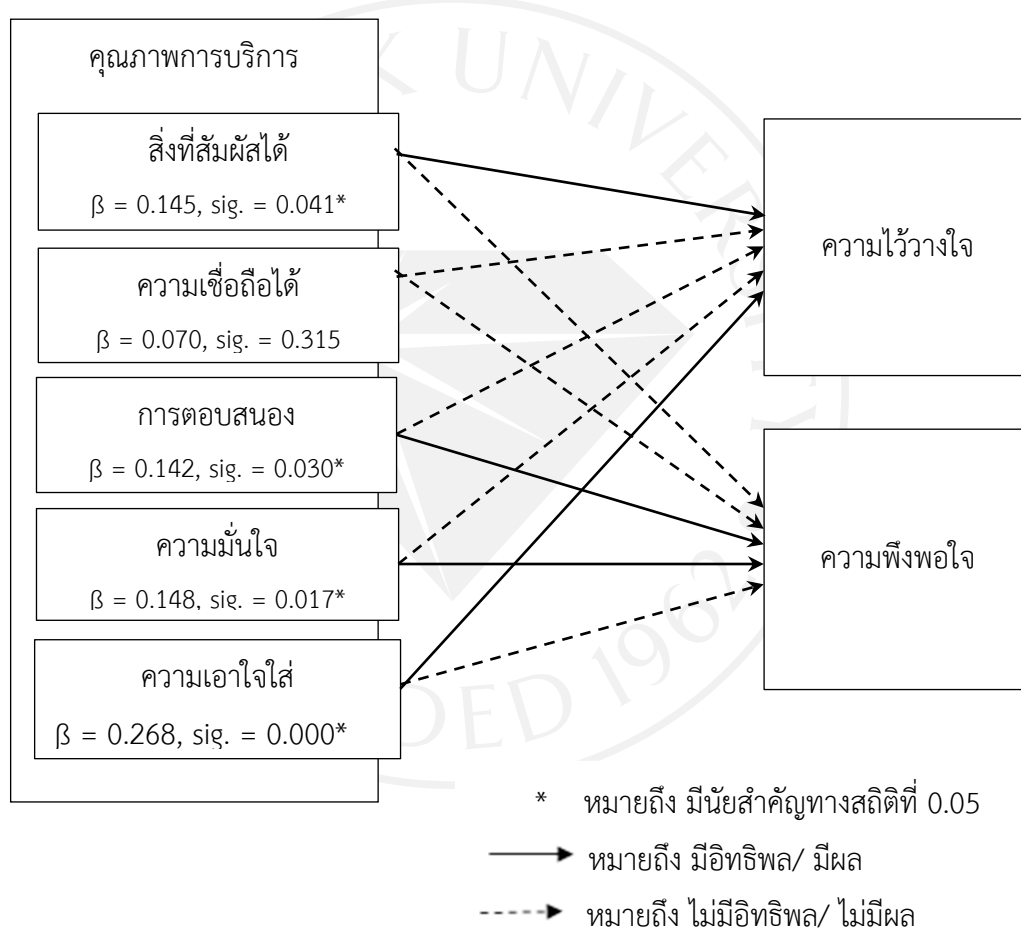 คุณภาพการบริการ
สิ่งที่สัมผัสได้
β = 0.145, sig. = 0.041*
ความเชื่อถือได้
β = 0.070, sig. = 0.315
การตอบสนอง
β = 0.142, sig. = 0.030*
ความมั่นใจ
β = 0.148, sig. = 0.017*
ความเอาใจใส่
β = 0.268, sig. = 0.000*
ความไว้วางใจ
ความพึงพอใจ
* หมายถึง มีนัยสำคัญทางสถิติที่ 0.05
หมายถึง มีอิทธิพล/ มีผล
หมายถึง ไม่มีอิทธิพล/ ไม่มีผล
1962